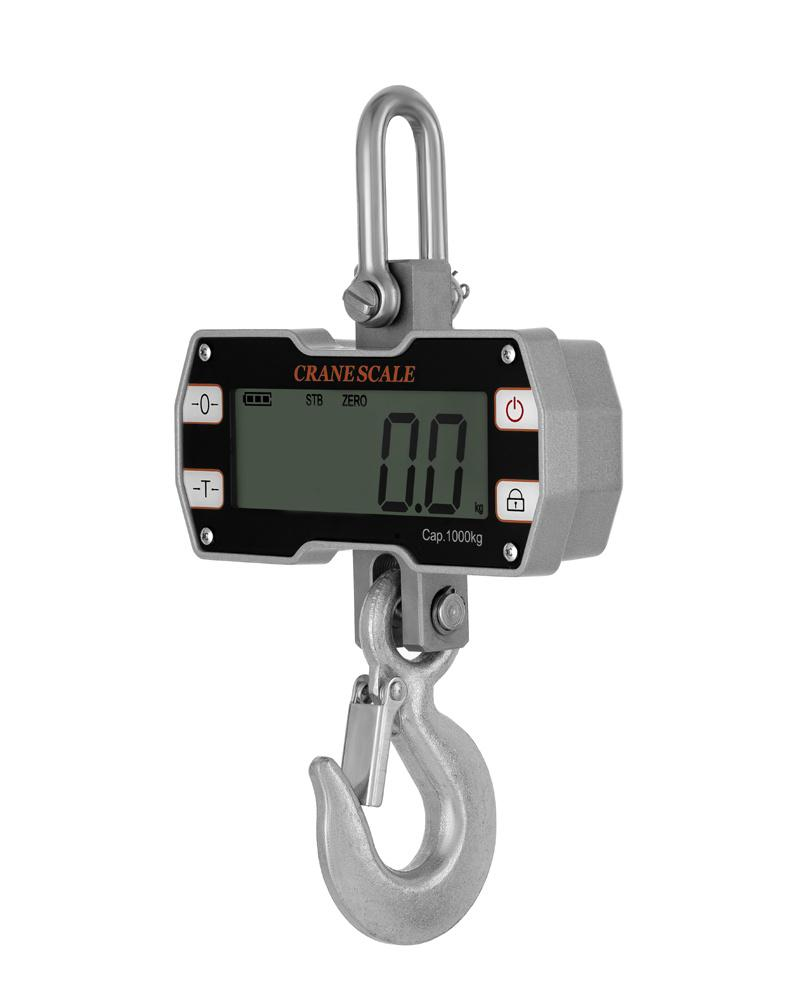 CRANE SCALE
STB ZERO
→0←
0.0 kg
→T←
Cap.1000kg